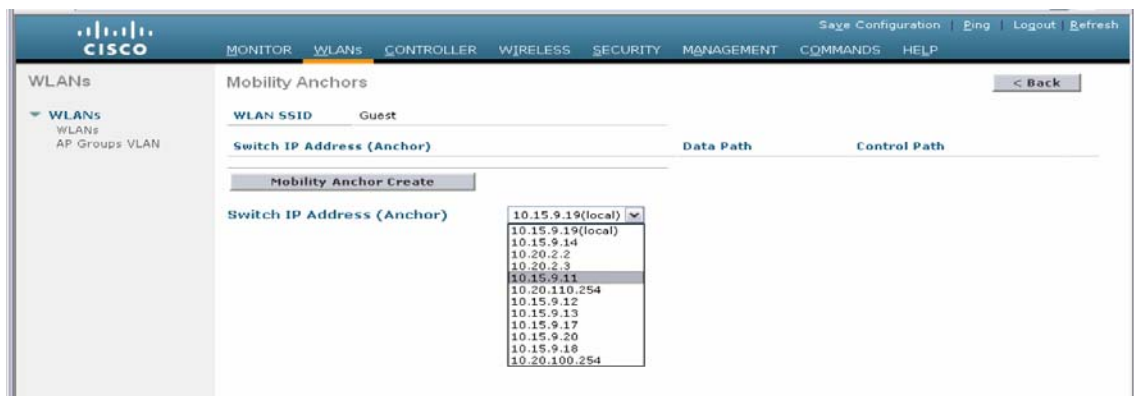 Save Configuration | Ping | Logout | Refresh
CISCO
MONITOR WLANs CONTROLLER WIRELESS SECURITY MANAGEMENT COMMANDS HELP
WLANs
WLANs
WLANs
AP Groups VLAN
Mobility Anchors
< Back
WLAN SSID Guest
Switch IP Address (Anchor) Data Path Control Path
Mobility Anchor Create
Switch IP Address (Anchor) 10.15.9.19(local)
10.15.9.19(local)
10.15.9.14
10.20.2.2
10.20.2.3
10.15.9.11
10.20.110.254
10.15.9.12
10.15.9.13
10.15.9.17
10.15.9.20
10.15.9.18
10.20.100.254